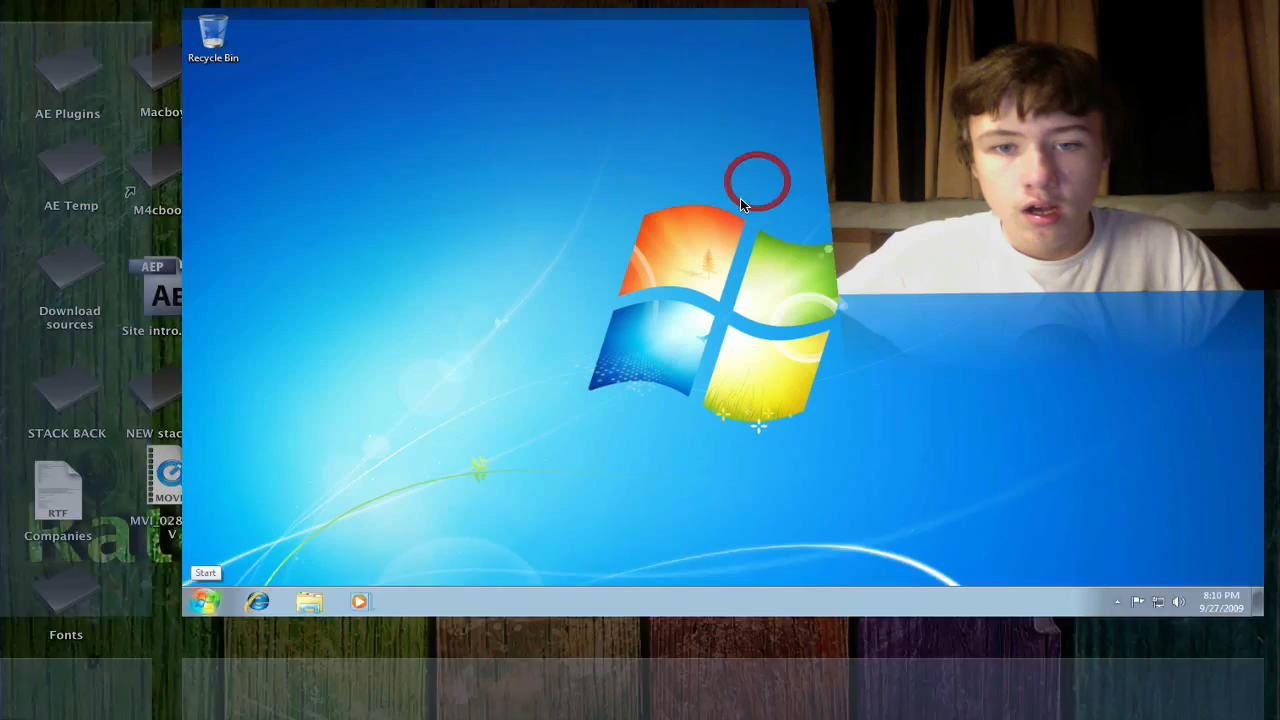 Recycle Bin
AE Plugins
Macbo
AE Temp
M4cboo
Download
sources
AEP
AE
Site intro.
STACK BACK
NEW stac
RTF
Companies
MOVI
MVI_028
V
Fonts
Start
8:10 PM
9/27/2009